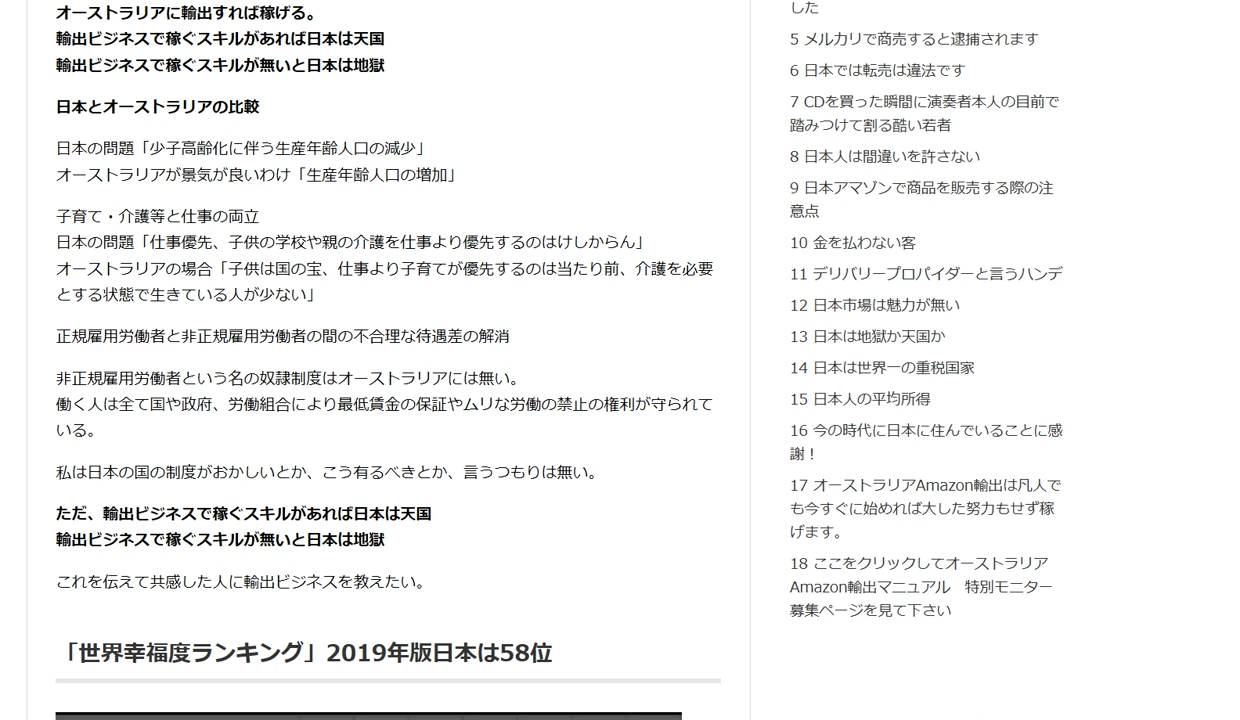 オーストラリアに輸出すれば稼げる。
輸出ビジネスで稼ぐスキルがあれば日本は天国
輸出ビジネスで稼ぐスキルが無いと日本は地獄
日本とオーストラリアの比較
日本の問題「少子高齢化に伴う生産年齢人口の減少」
オーストラリアが景気が良いわけ「生産年齢人口の増加」
子育て・介護等と仕事の両立
日本の問題「仕事優先、子供の学校や親の介護を仕事より優先するのはけしからん」
オーストラリアの場合「子供は国の宝、仕事より子育てが優先するのは当たり前、介護を必要
とする状態で生きている人が少ない」
正規雇用労働者と非正規雇用労働者の間の不合理な待遇差の解消
非正規雇用労働者という名の奴隷制度はオーストラリアには無い。
働く人は全て国や政府、労働組合により最低賃金の保証やムリな労働の禁止の権利が守られて
いる。
私は日本の国の制度がおかしいとか、こう有るべきとか、言うつもりは無い。
ただ、輸出ビジネスで稼ぐスキルがあれば日本は天国
輸出ビジネスで稼ぐスキルが無いと日本は地獄
これを伝えて共感した人に輸出ビジネスを教えたい。
「世界幸福度ランキング」2019年版日本は58位
した
5 メルカリで商売すると逮捕されます
6 日本では転売は違法です
7 CDを買った瞬間に演奏者本人の目前で
踏みつけて割る酷い若者
8 日本人は間違いを許さない
9 日本アマゾンで商品を販売する際の注
意点
10 金を払わない客
11 デリバリープロバイダーと言うハンデ
12 日本市場は魅力が無い
13 日本は地獄か天国か
14 日本は世界一の重税国家
15 日本人の平均所得
16 今の時代に日本に住んでいることに感
謝！
17 オーストラリアAmazon輸出は凡人で
も今すぐに始めれば大した努力もせず稼
げます。
18 ここをクリックしてオーストラリア
Amazon輸出マニュアル　特別モニター
募集ページを見て下さい